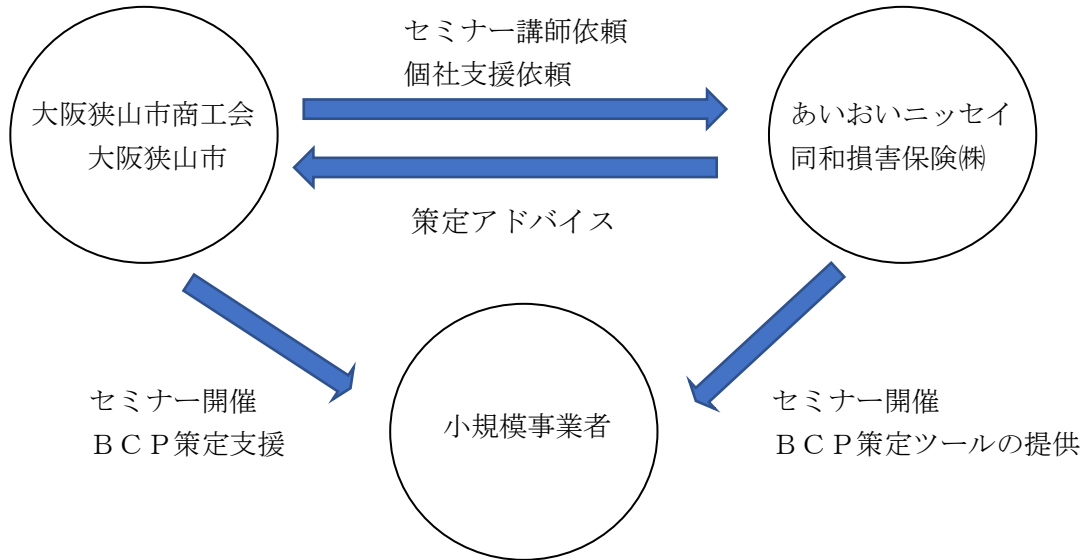 セミナー講師依頼
個社支援依頼
大阪狭山市商工会
大阪狭山市
あいおいニッセイ
同和損害保険㈱
策定アドバイス
セミナー開催
ＢＣＰ策定支援
小規模事業者
セミナー開催
ＢＣＰ策定ツールの提供